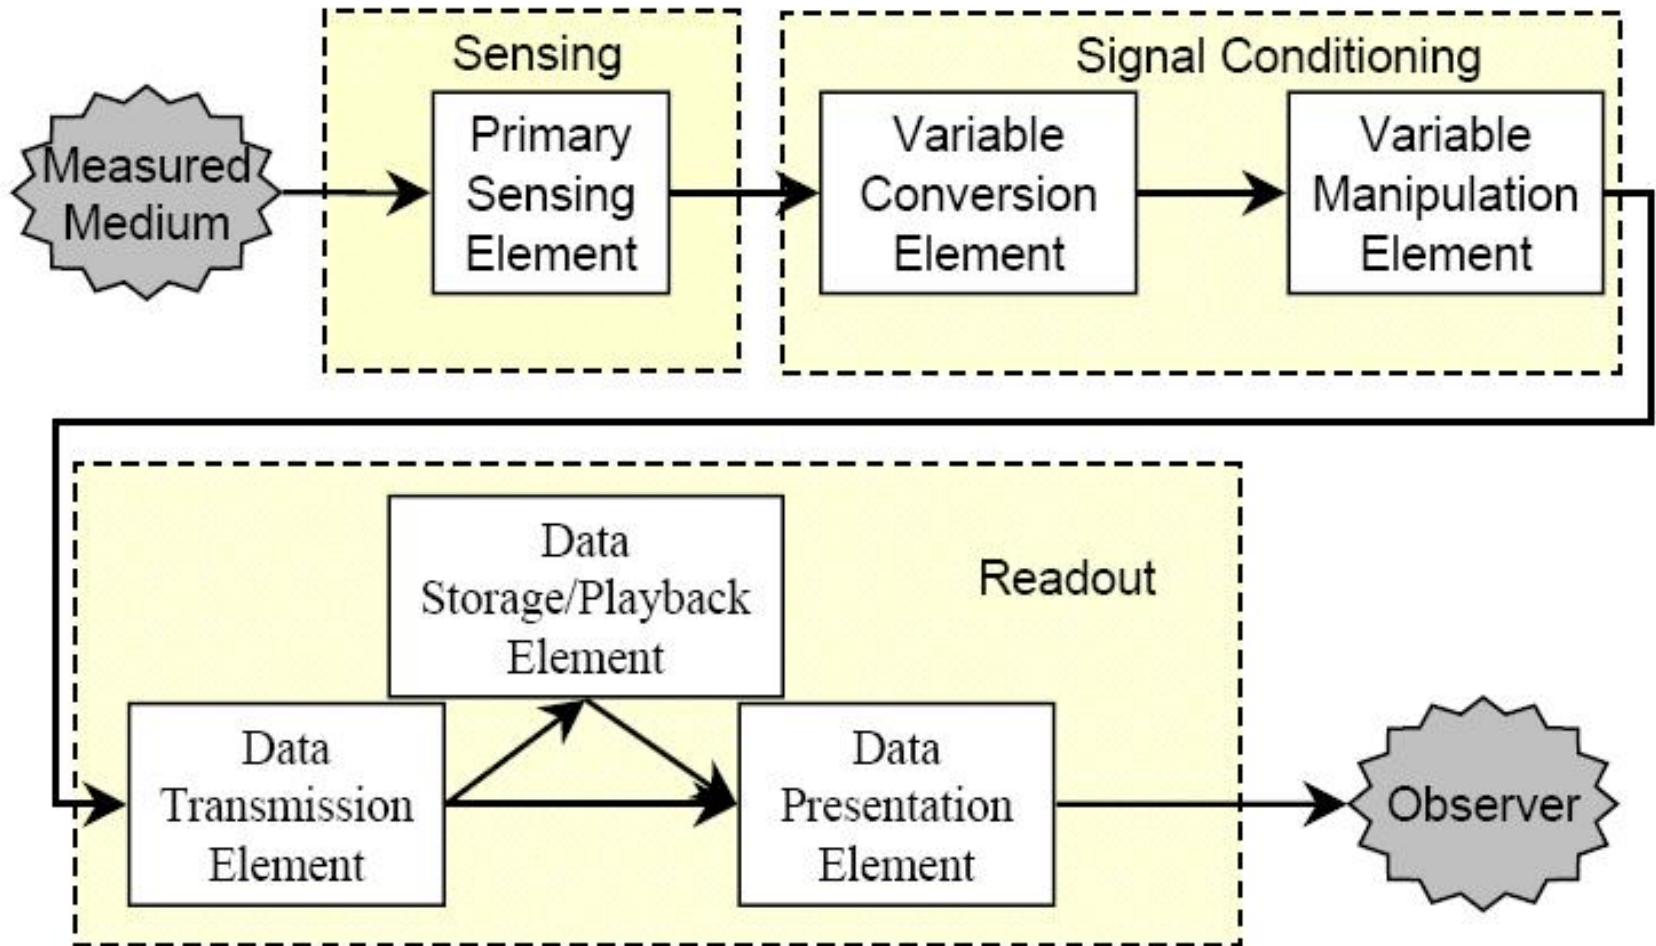 Sensing
Signal Conditioning
Measured
Medium
Primary
Sensing
Element
Variable
Conversion
Element
Variable
Manipulation
Element
Data
Storage/Playback
Element
Readout
Data
Transmission
Element
Data
Presentation
Element
Observer